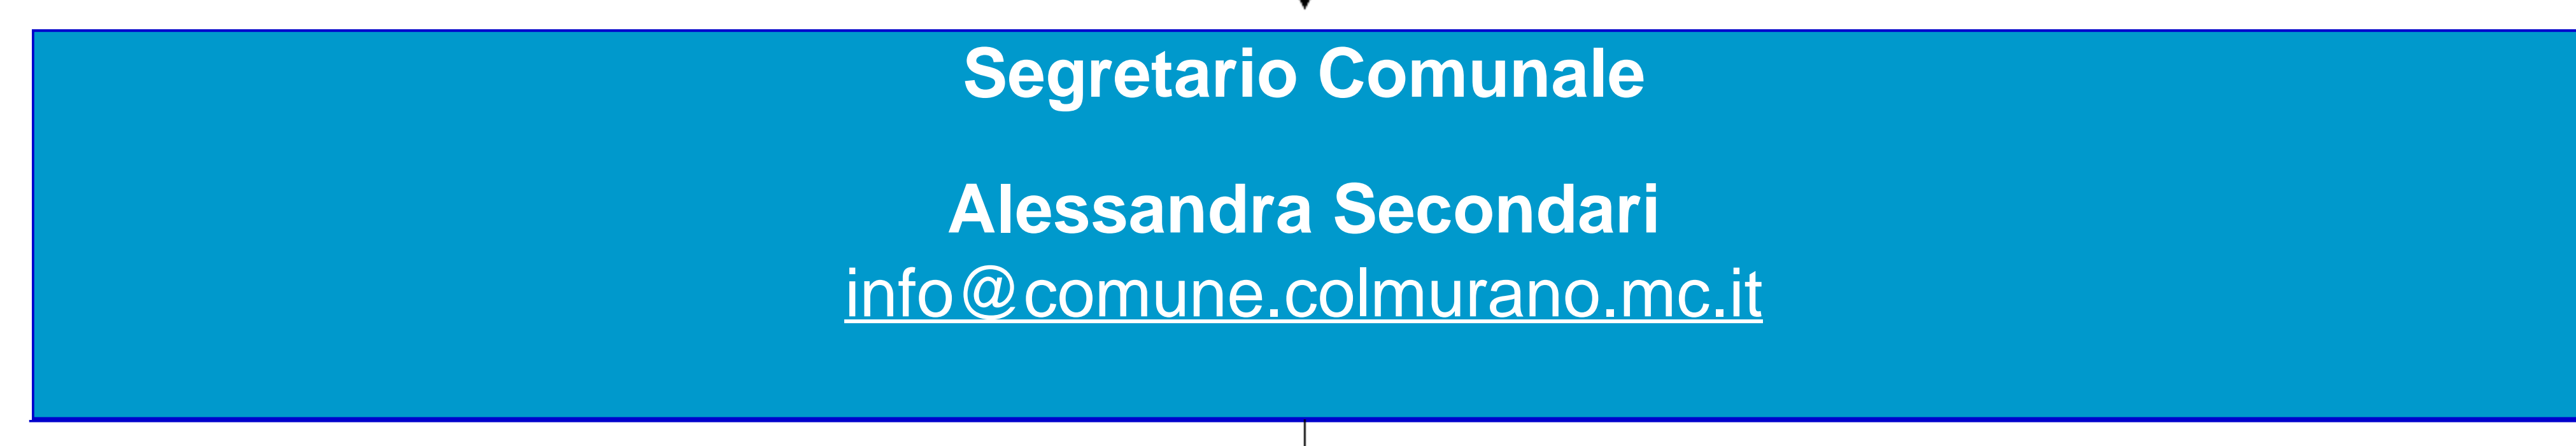 Segretario Comunale
Alessandra Secondari
info@comune.colmurano.mc.it